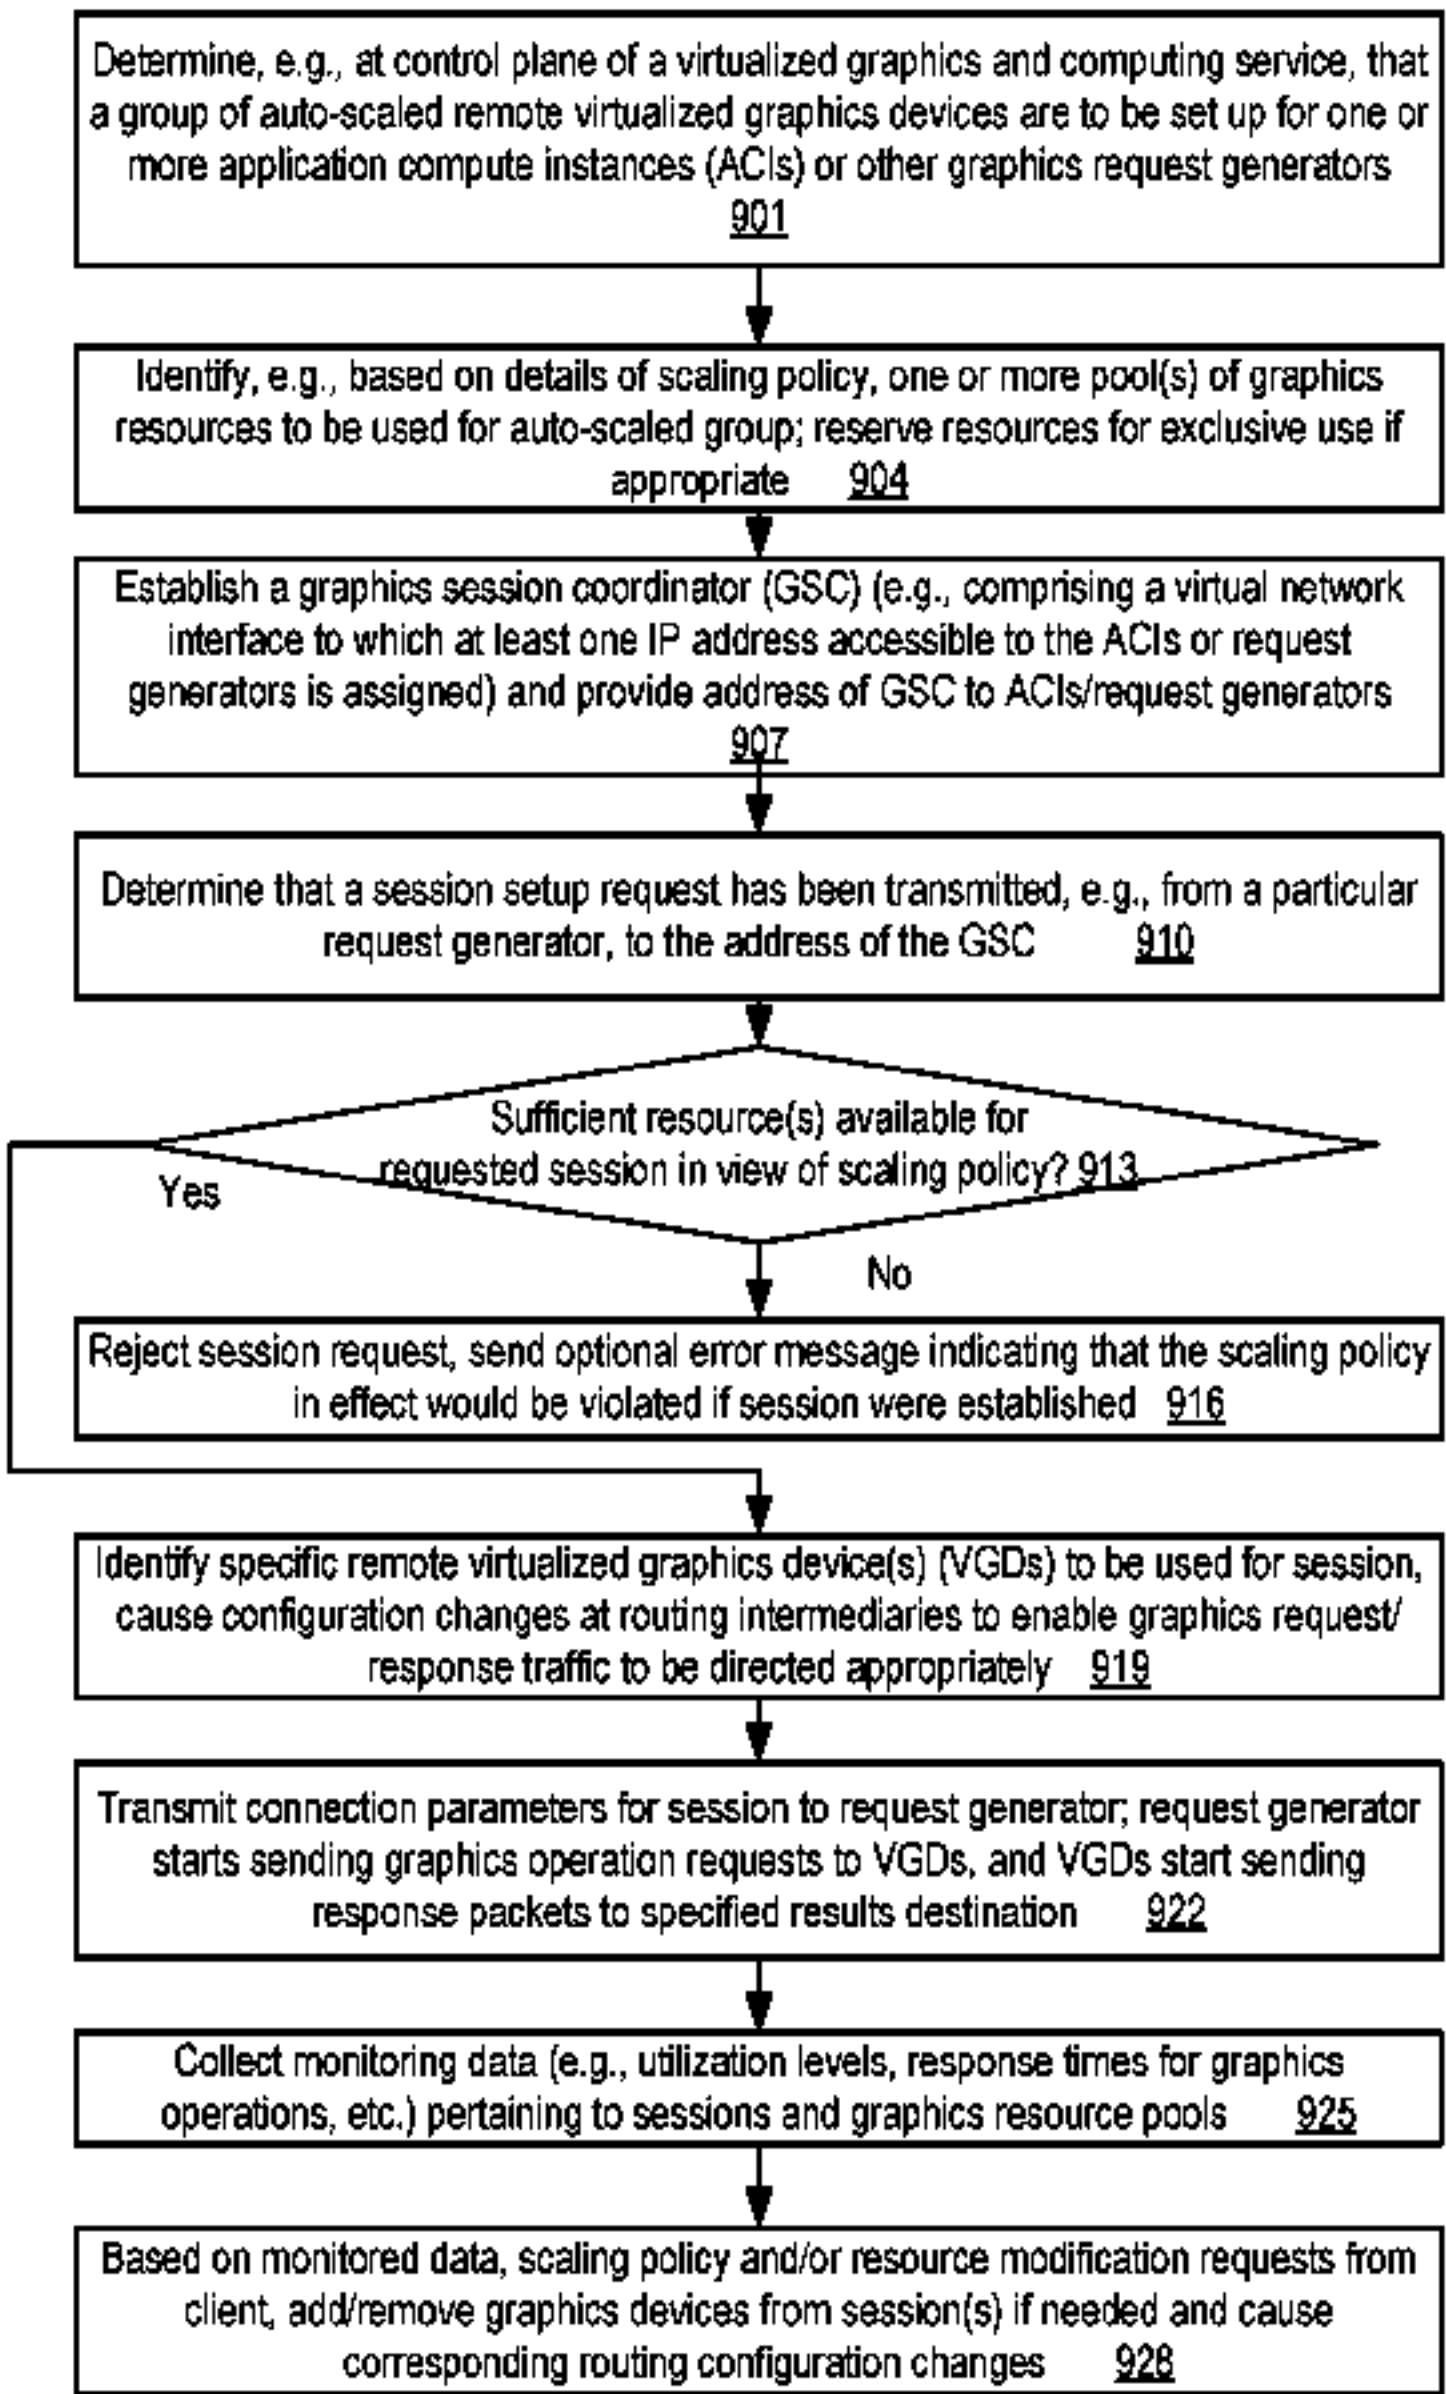 Determine, e.g., at control plane of a virtualized graphics and computing service, that
a group of auto-scaled remote virtualized graphics devices are to be set up for one or
more application compute instances (ACIs) or other graphics request generators
901
Identify, e.g., based on details of scaling policy, one or more pool(s) of graphics
resources to be used for auto-scaled group; reserve resources for exclusive use if
appropriate 904
Establish a graphics session coordinator (GSC) (e.g., comprising a virtual network
interface to which at least one IP address accessible to the ACIs or request
generators is assigned) and provide address of GSC to ACIs/request generators
907
Determine that a session setup request has been transmitted, e.g., from a particular
request generator, to the address of the GSC 910
Sufficient resource(s) available for
requested session in view of scaling policy? 913
Yes
No
Reject session request, send optional error message indicating that the scaling policy
in effect would be violated if session were established 916
Identify specific remote virtualized graphics device(s) (VGDs) to be used for session,
cause configuration changes at routing intermediaries to enable graphics request/
response traffic to be directed appropriately 919
Transmit connection parameters for session to request generator; request generator
starts sending graphics operation requests to VGDs, and VGDs start sending
response packets to specified results destination 922
Collect monitoring data (e.g., utilization levels, response times for graphics
operations, etc.) pertaining to sessions and graphics resource pools 925
Based on monitored data, scaling policy and/or resource modification requests from
client, add/remove graphics devices from session(s) if needed and cause
corresponding routing configuration changes 928